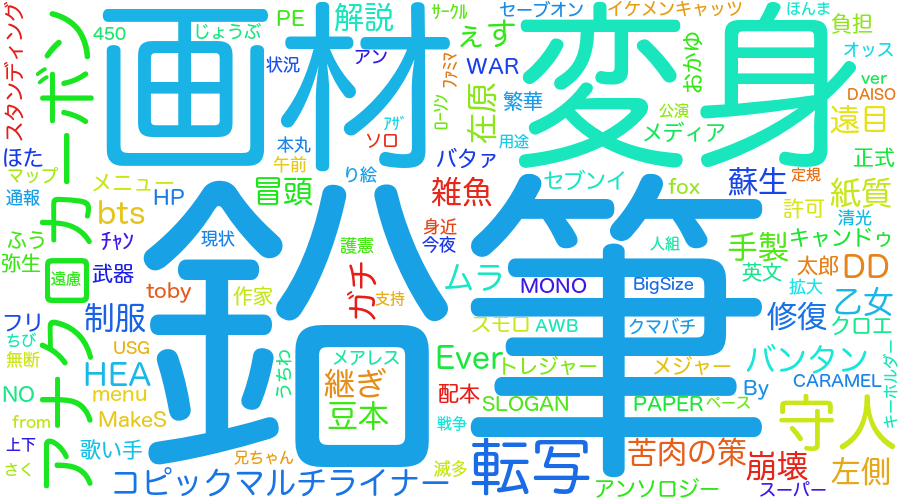 画材
変身
鉛筆
アナクロカーボン
スタンディング
450
じょうぶ
PE
解説
ｻｰｸﾙ
えす
セーブオン
イケメンキャッツ
ほんま
負担
オッス
状況
アン
ﾌｧﾐﾏ
WAR
おかゆ
ver
DAISO
ﾛｰｿﾝ
在原
繁華
公演
遠目
メディア
本丸
ソロ
ｱｻﾞ
用途
正式
ほた
午前
り絵
バタァ
マップ
メニュー
冒頭
雑魚
セブンイ
fox
蘇生
定規
紙質
通報
HP
bts
ﾁｬﾝ
身近
許可
清光
ふう
現状
護憲
今夜
人組
手製
キャンドゥ
弥生
遠慮
武器
ガチ
ムラ
英文
太郎
DD
toby
作家
支持
MONO
BigSize
拡大
乙女
フリ
制服
スモロ
AWB
クマバチ
修復
クロエ
ちび
無断
USG
うちわ
メアレス
Ever
トレジャー
メジャー
バンタン
キーホルダー
HEA
継ぎ
NO
menu
配本
By
CARAMEL
from
MakeS
豆本
SLOGAN
PAPER
ベース
守人
上下
歌い手
戦争
転写
苦肉の策
さく
兄ちゃん
滅多
崩壊
左側
コピックマルチライナー
アンソロジー
スーパー